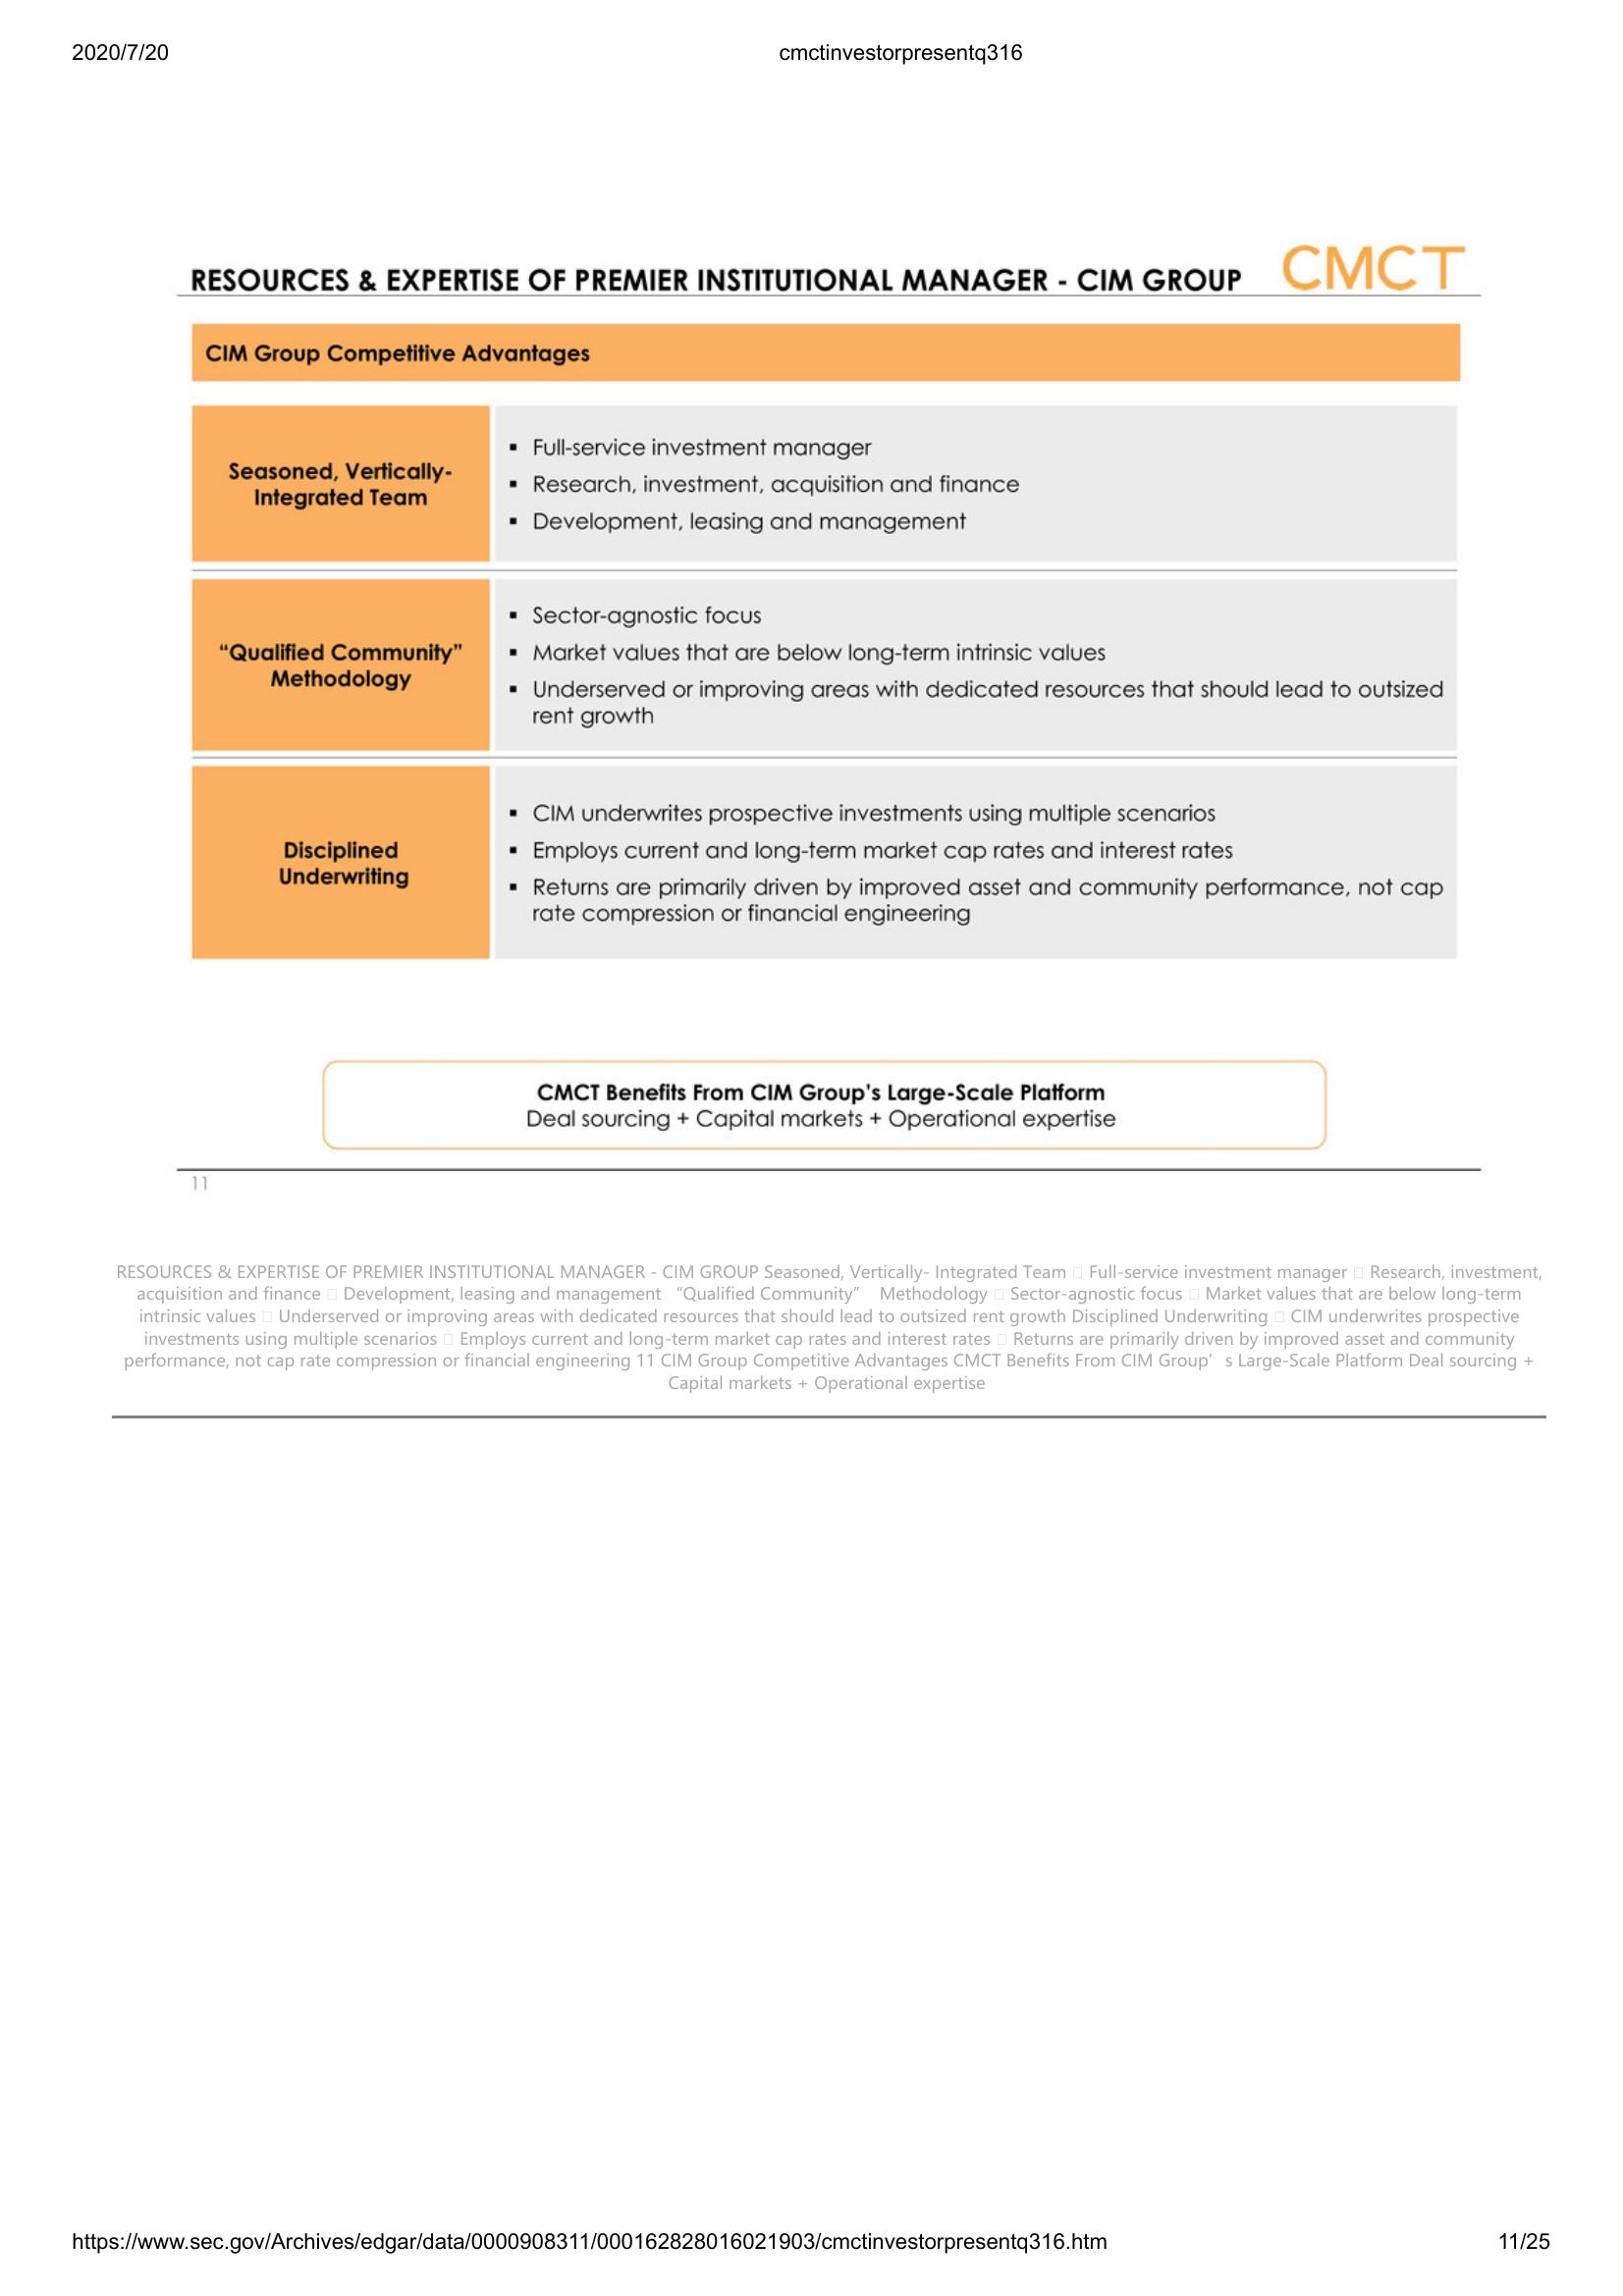 2020/7/20
cmctinvestorpresentq316
RESOURCES & EXPERTISE OF PREMIER INSTITUTIONAL MANAGER - CIM GROUP
CMCT
CIM Group Competitive Advantages
Seasoned, Vertically-
Integrated Team
▪ Full-service investment manager
▪ Research, investment, acquisition and finance
▪ Development, leasing and management
“Qualified Community”
Methodology
▪ Sector-agnostic focus
▪ Market values that are below long-term intrinsic values
▪ Underserved or improving areas with dedicated resources that should lead to outsized
rent growth
Disciplined
Underwriting
▪ CIM underwrites prospective investments using multiple scenarios
▪ Employs current and long-term market cap rates and interest rates
▪ Returns are primarily driven by improved asset and community performance, not cap
rate compression or financial engineering
CMCT Benefits From CIM Group’s Large-Scale Platform
Deal sourcing + Capital markets + Operational expertise
11
RESOURCES & EXPERTISE OF PREMIER INSTITUTIONAL MANAGER - CIM GROUP Seasoned, Vertically- Integrated Team □ Full-service investment manager □ Research, investment,
acquisition and finance □ Development, leasing and management “Qualified Community” Methodology □ Sector-agnostic focus □ Market values that are below long-term
intrinsic values □ Underserved or improving areas with dedicated resources that should lead to outsized rent growth Disciplined Underwriting □ CIM underwrites prospective
investments using multiple scenarios □ Employs current and long-term market cap rates and interest rates □ Returns are primarily driven by improved asset and community
performance, not cap rate compression or financial engineering 11 CIM Group Competitive Advantages CMCT Benefits From CIM Group’ s Large-Scale Platform Deal sourcing +
Capital markets + Operational expertise
https://www.sec.gov/Archives/edgar/data/0000908311/000162828016021903/cmctinvestorpresentq316.htm
11/25